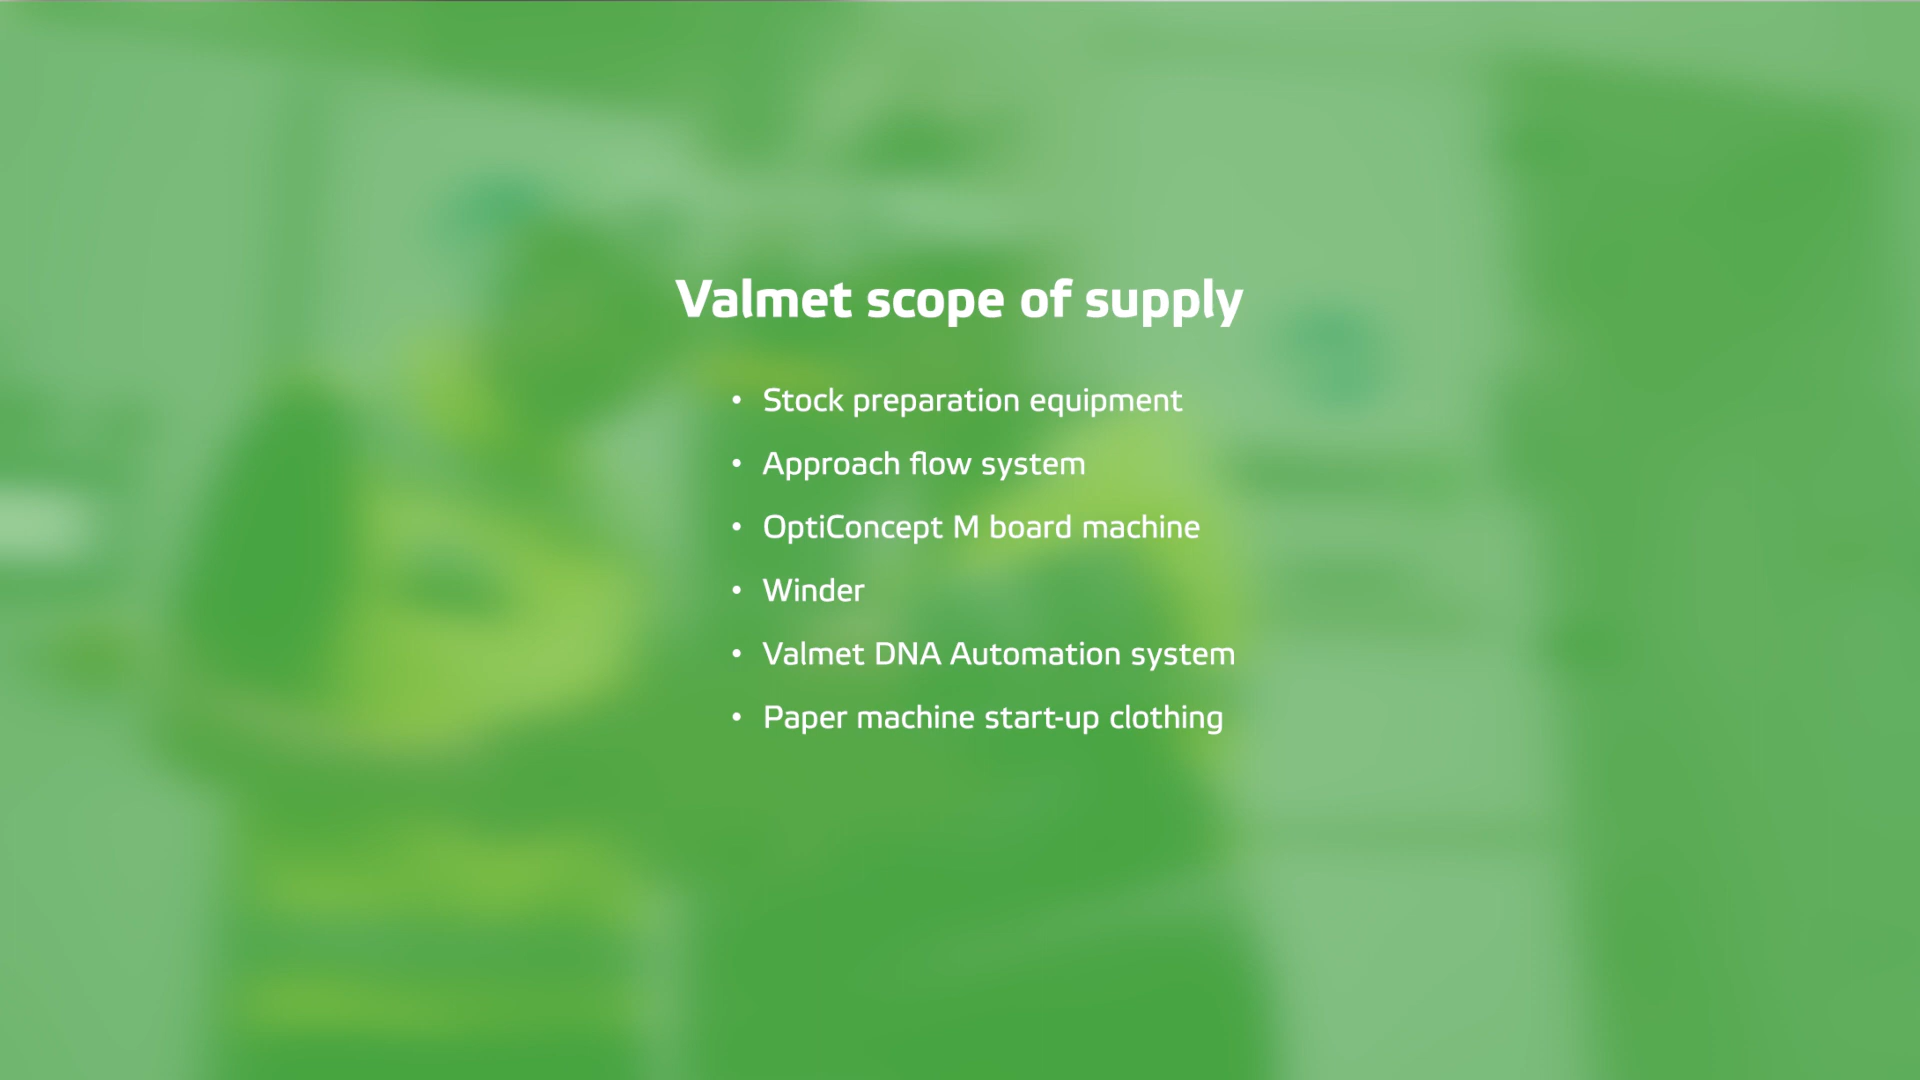 Valmet scope of supply
• Stock preparation equipment
• Approach flow system
• OptiConcept M board machine
• Winder
• Valmet DNA Automation system
• Paper machine start-up clothing